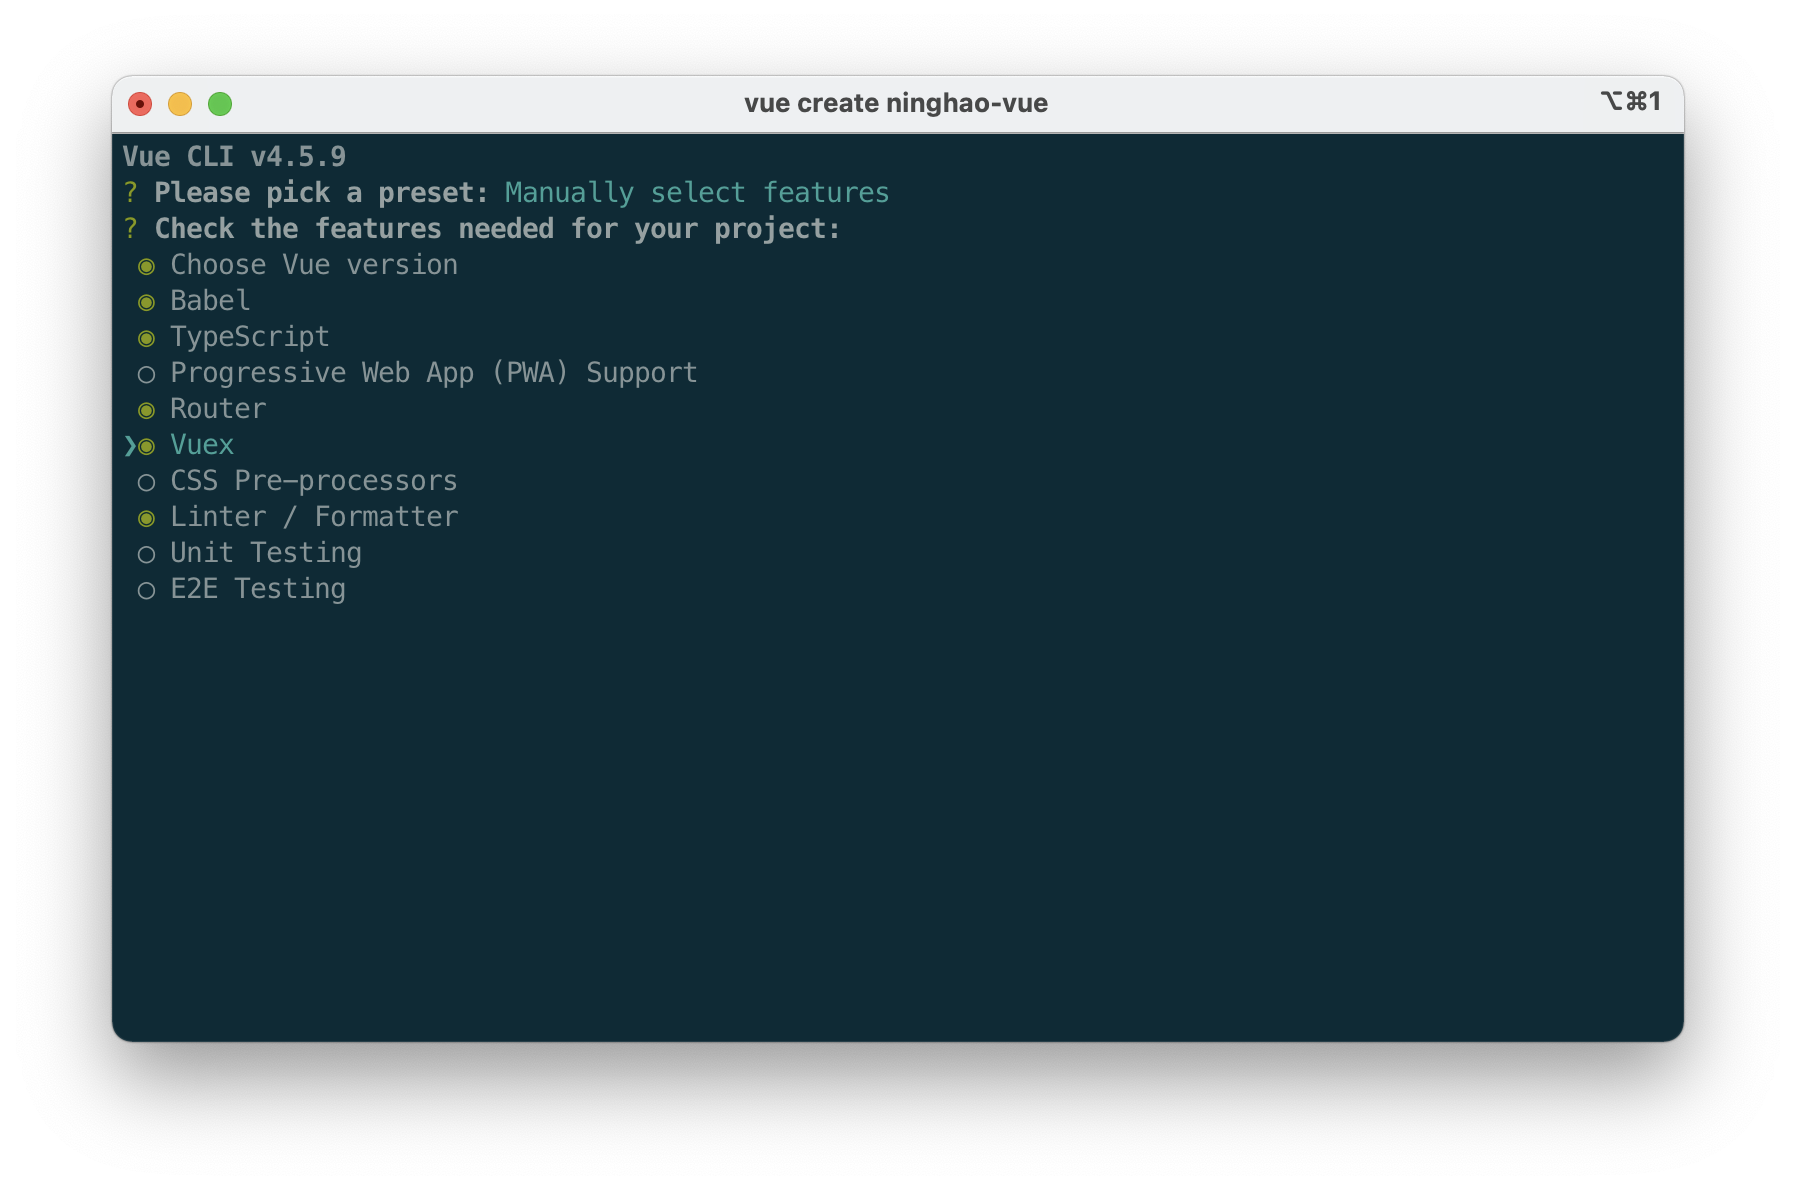 vue create ninghao-vue
⌥⌘1
Vue CLI v4.5.9
? Please pick a preset: Manually select features
? Check the features needed for your project:
◉ Choose Vue version
◉ Babel
◉ TypeScript
◯ Progressive Web App (PWA) Support
◉ Router
❯◉ Vuex
◯ CSS Pre-processors
◉ Linter / Formatter
◯ Unit Testing
◯ E2E Testing